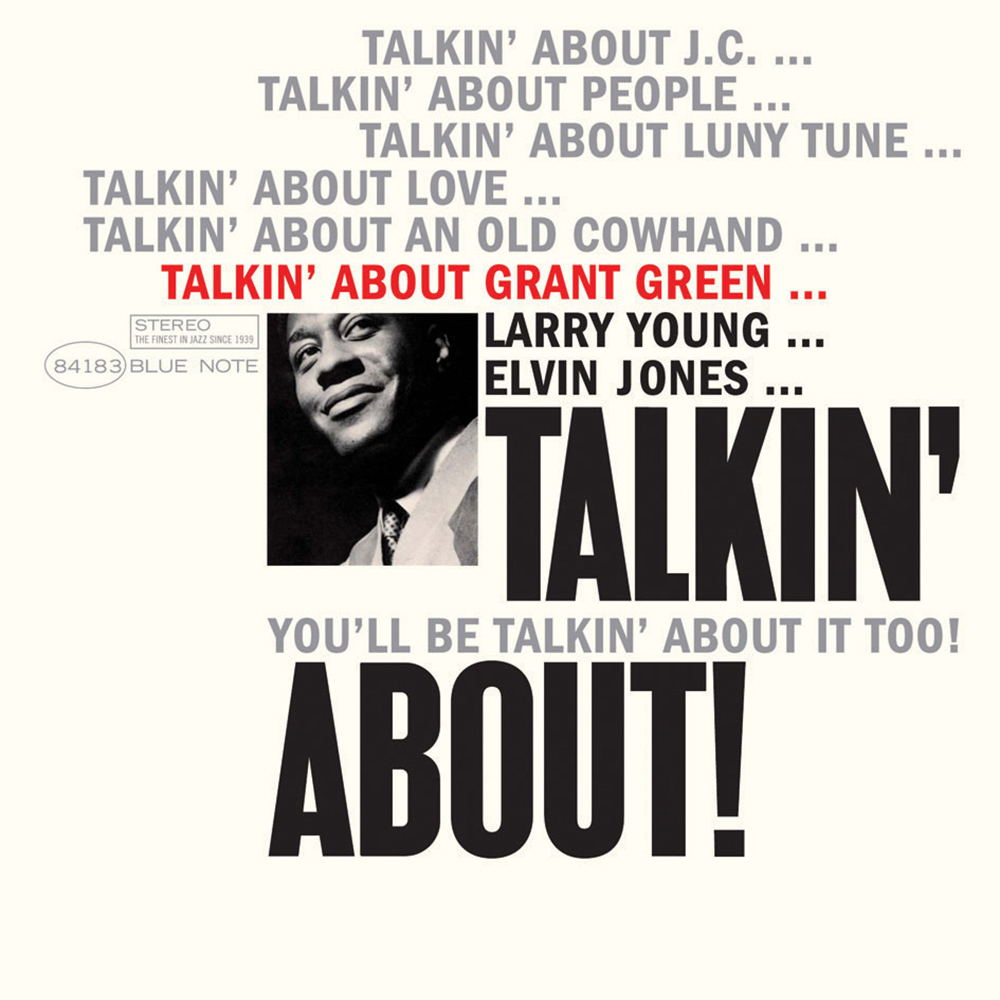 TALKIN’ ABOUT J.C. ...
TALKIN’ ABOUT PEOPLE ...
TALKIN’ ABOUT LUNY TUNE ...
TALKIN’ ABOUT LOVE ...
TALKIN’ ABOUT AN OLD COWHAND ...
TALKIN’ ABOUT GRANT GREEN ...
STEREO
THE FINEST IN JAZZ SINCE 1939
84183 BLUE NOTE
LARRY YOUNG ...
ELVIN JONES ...
TALKIN’
YOU’LL BE TALKIN’ ABOUT IT TOO!
ABOUT!